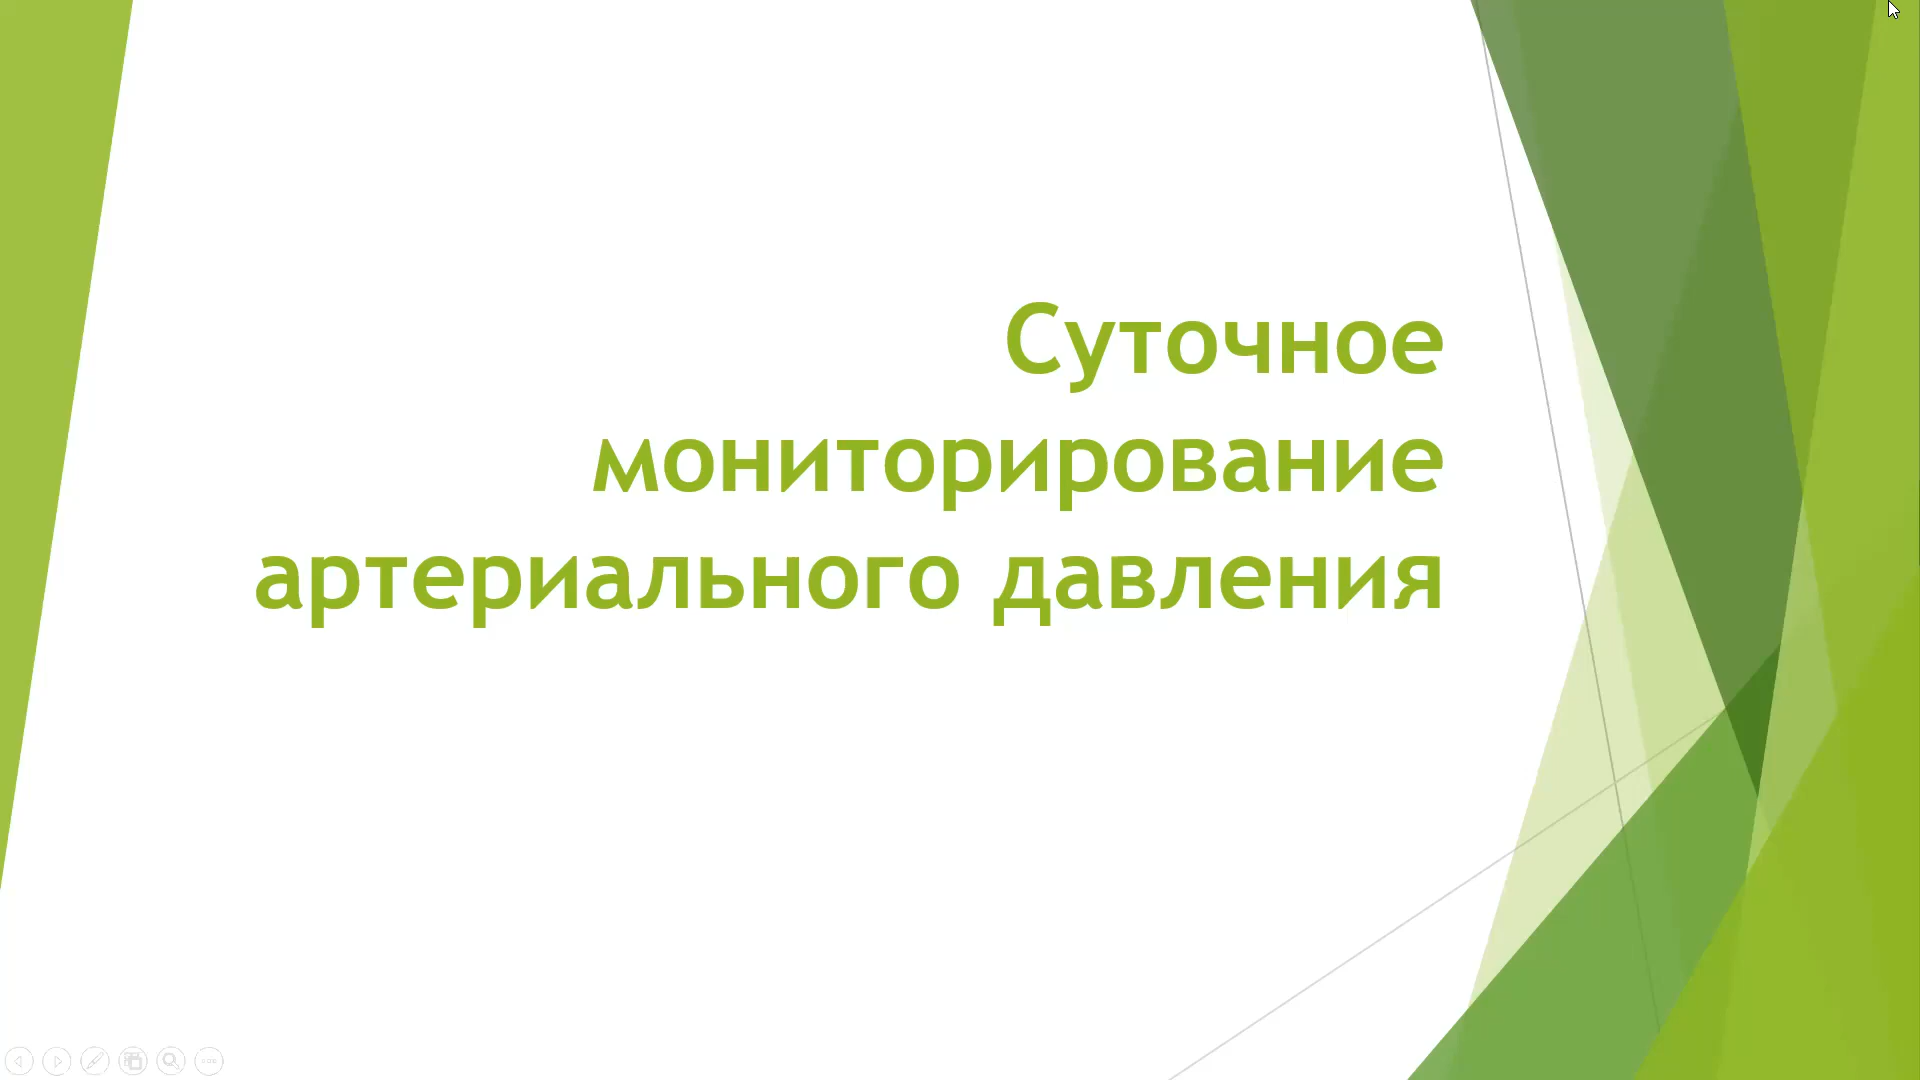 Суточное
мониторирование
артериального давления